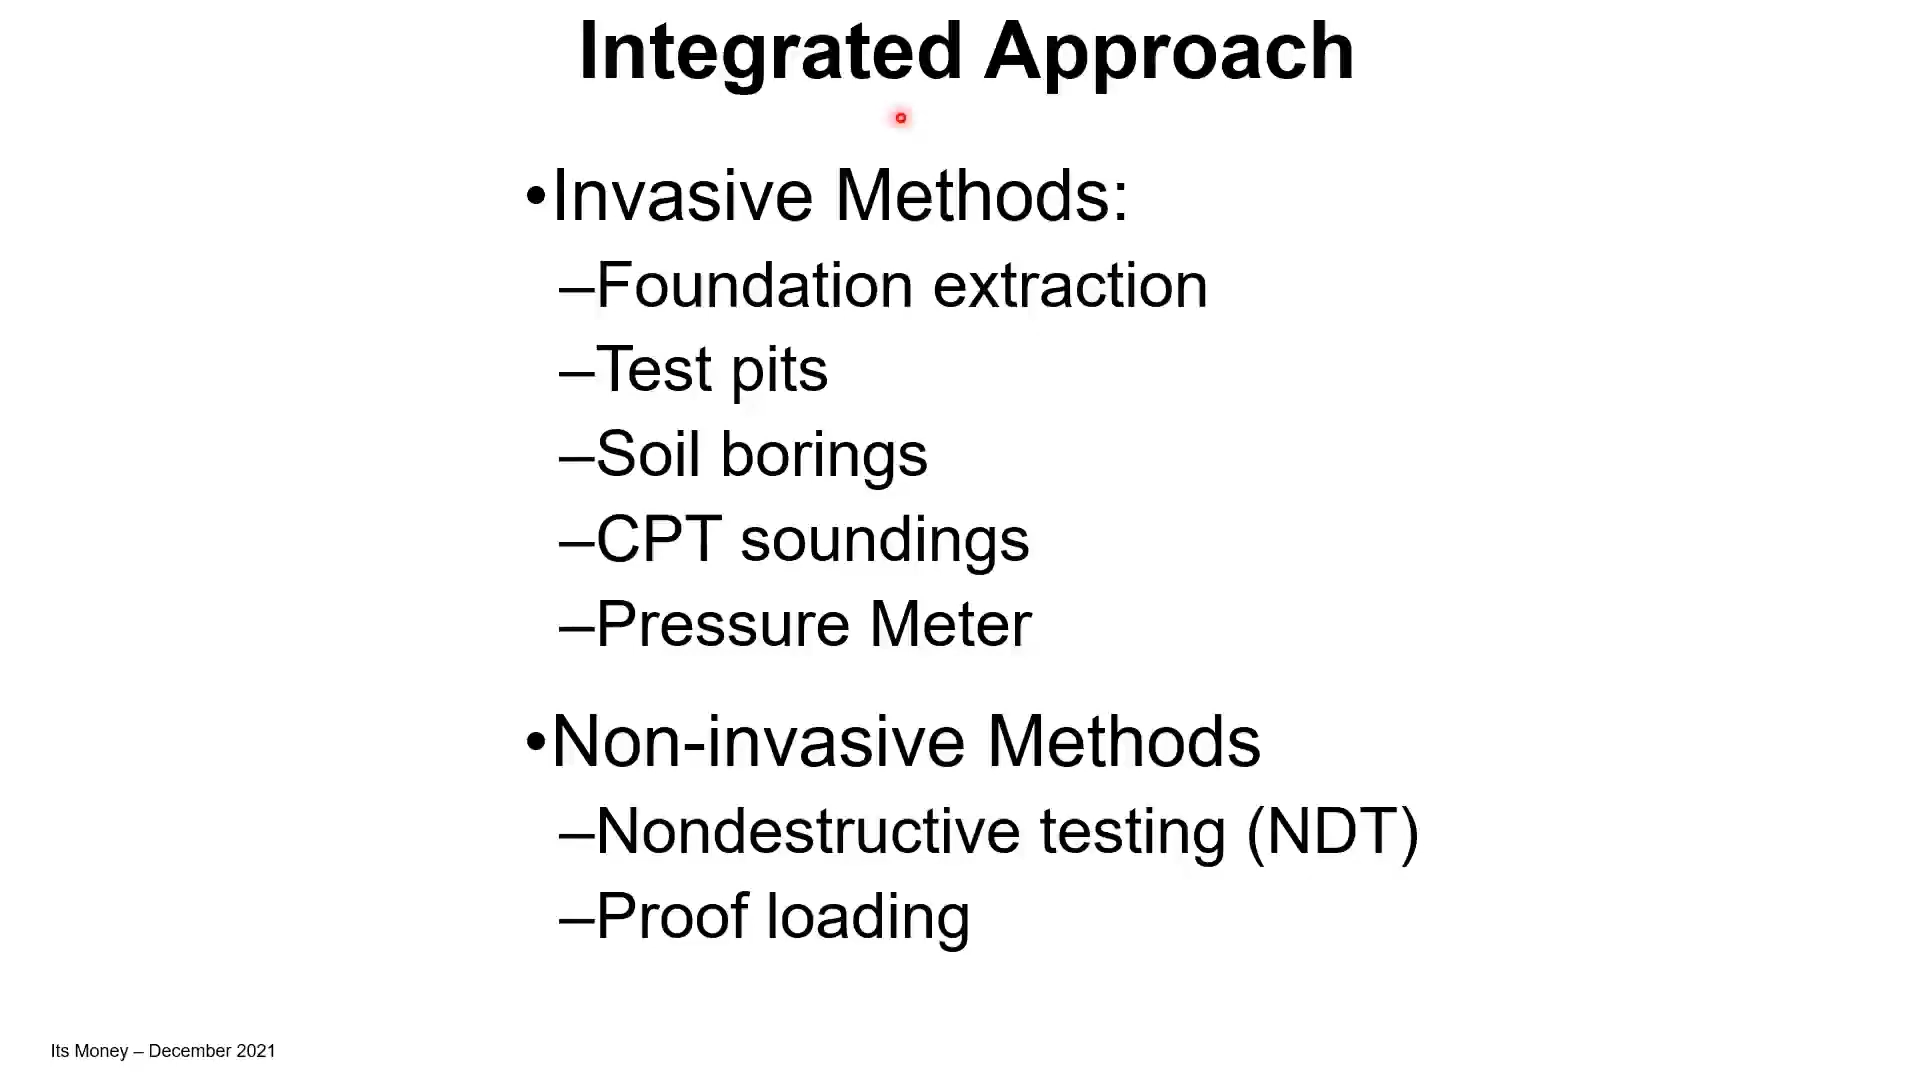 Integrated Approach
•Invasive Methods:
–Foundation extraction
–Test pits
–Soil borings
–CPT soundings
–Pressure Meter
•Non-invasive Methods
–Nondestructive testing (NDT)
–Proof loading
Its Money – December 2021